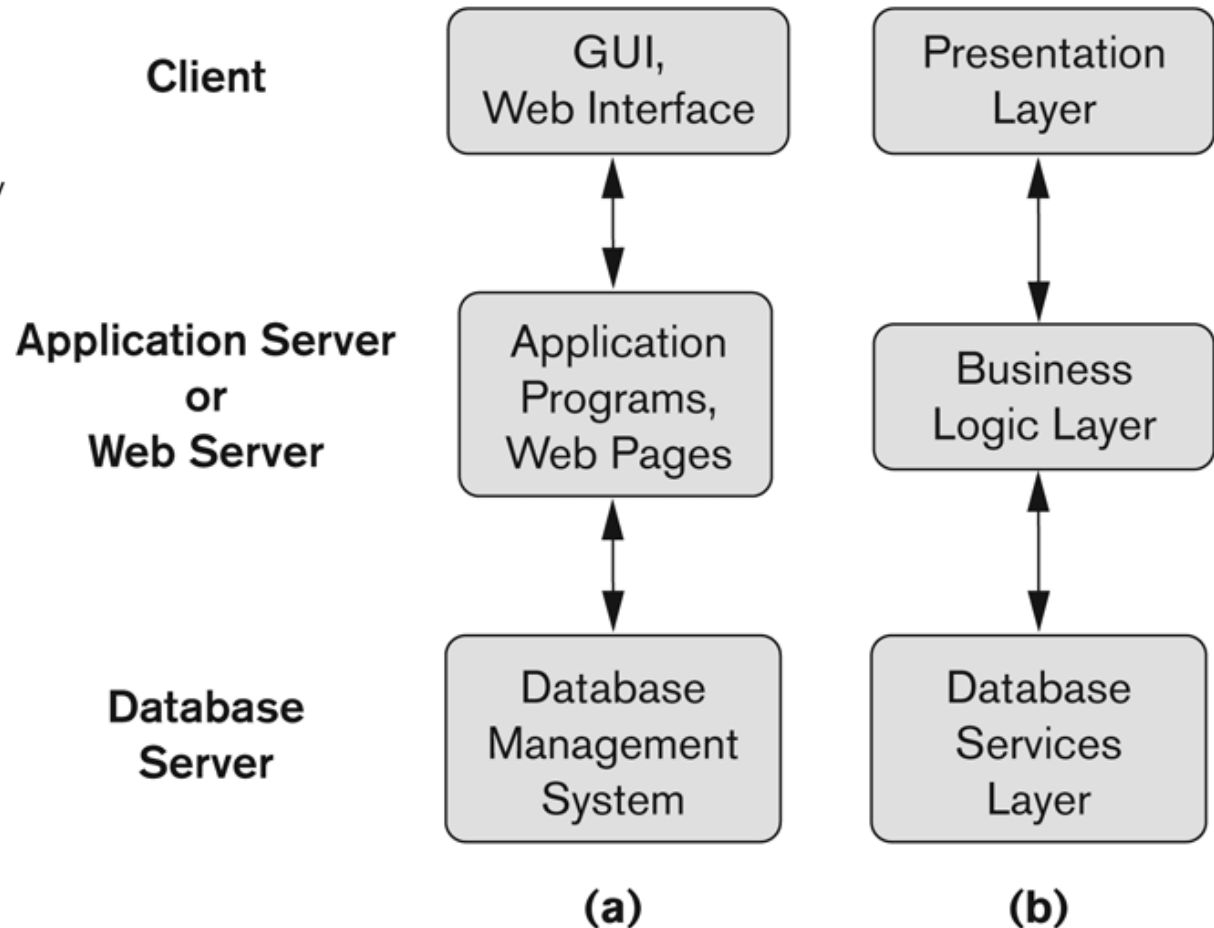 Client
GUI,
Web Interface
Presentation
Layer
y
Application Server
or
Web Server
Application
Programs,
Web Pages
Business
Logic Layer
Database
Server
Database
Management
System
Database
Services
Layer
(a)
(b)